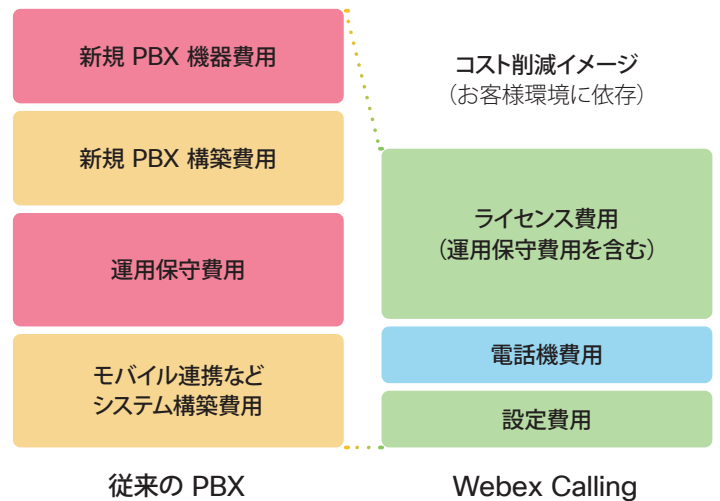 新規 PBX 機器費用
新規 PBX 構築費用
運用保守費用
モバイル連携など
システム構築費用
従来の PBX
コスト削減イメージ
（お客様環境に依存）
ライセンス費用
（運用保守費用を含む）
電話機費用
設定費用
Webex Calling